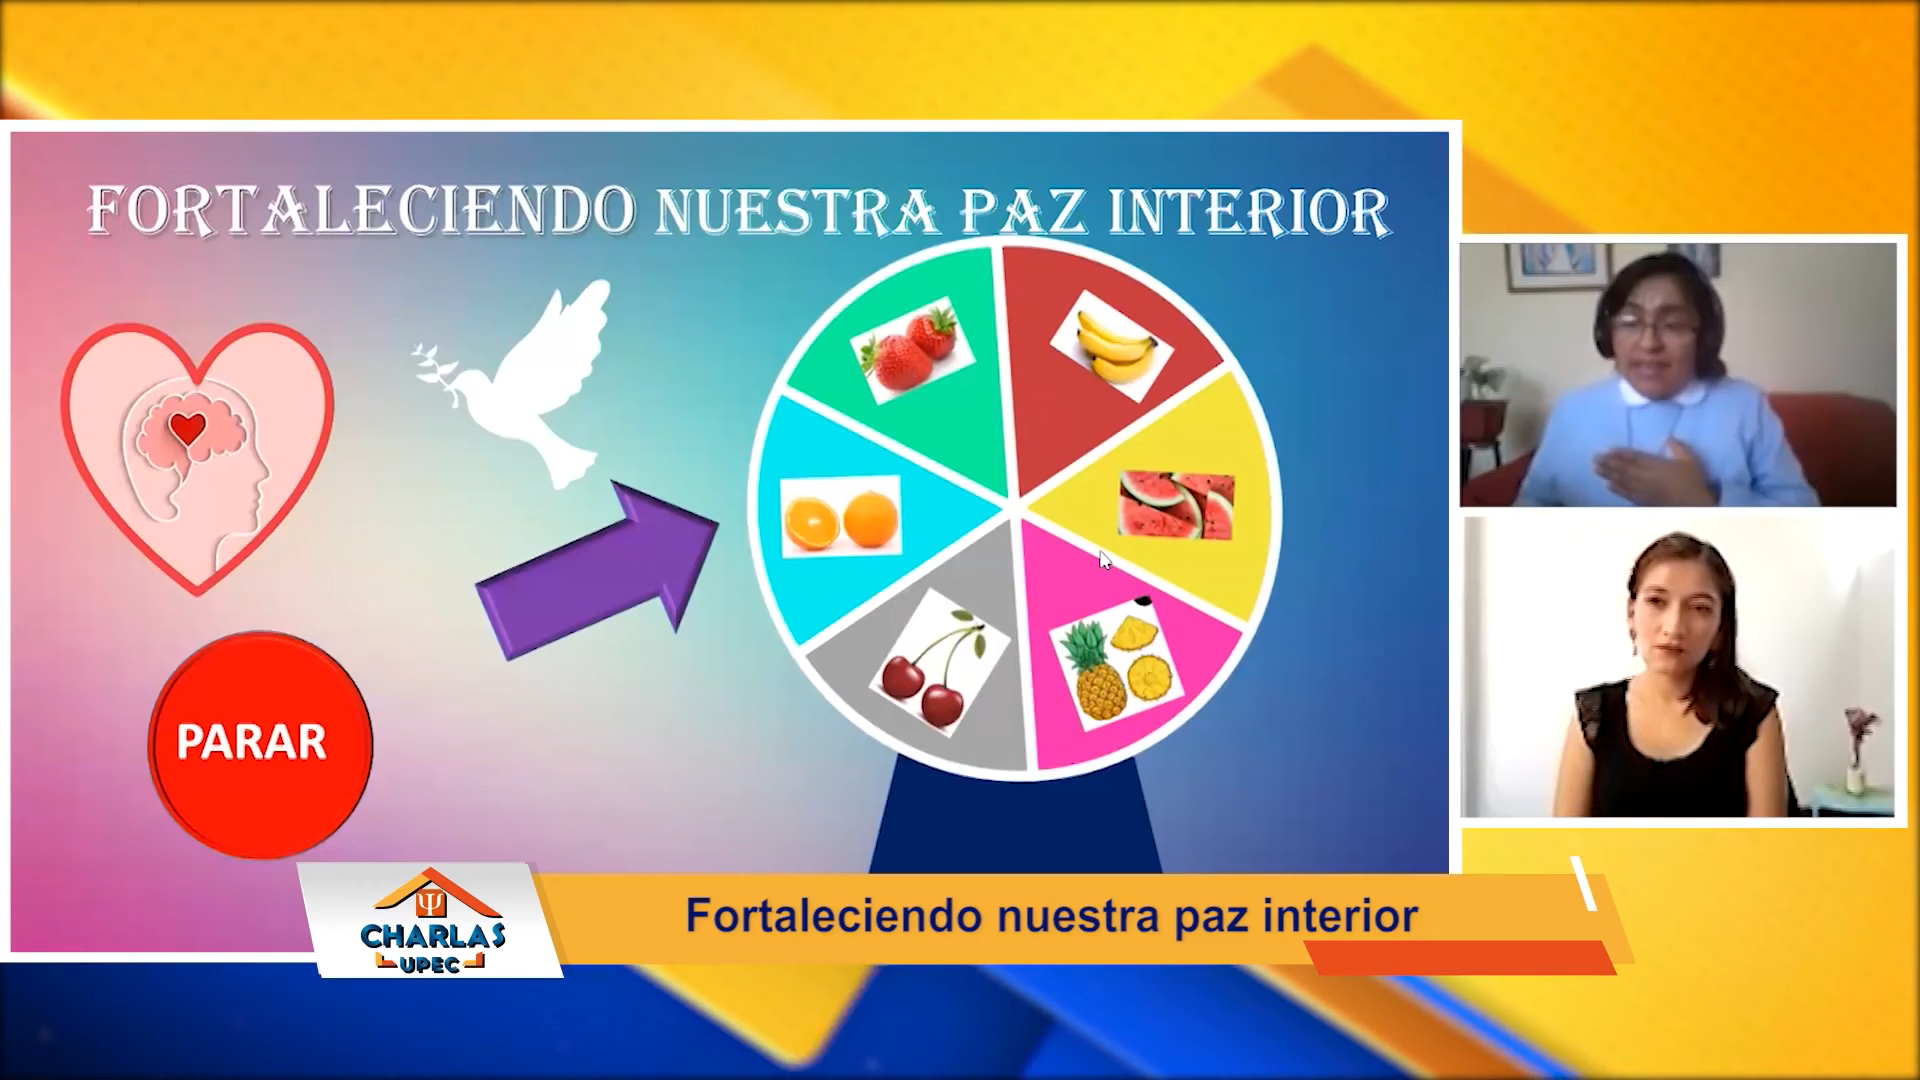 FORTALECIENDO NUESTRA PAZ INTERIOR
PARAR
Ψ
CHARLAS
UPEC
Fortaleciendo nuestra paz interior